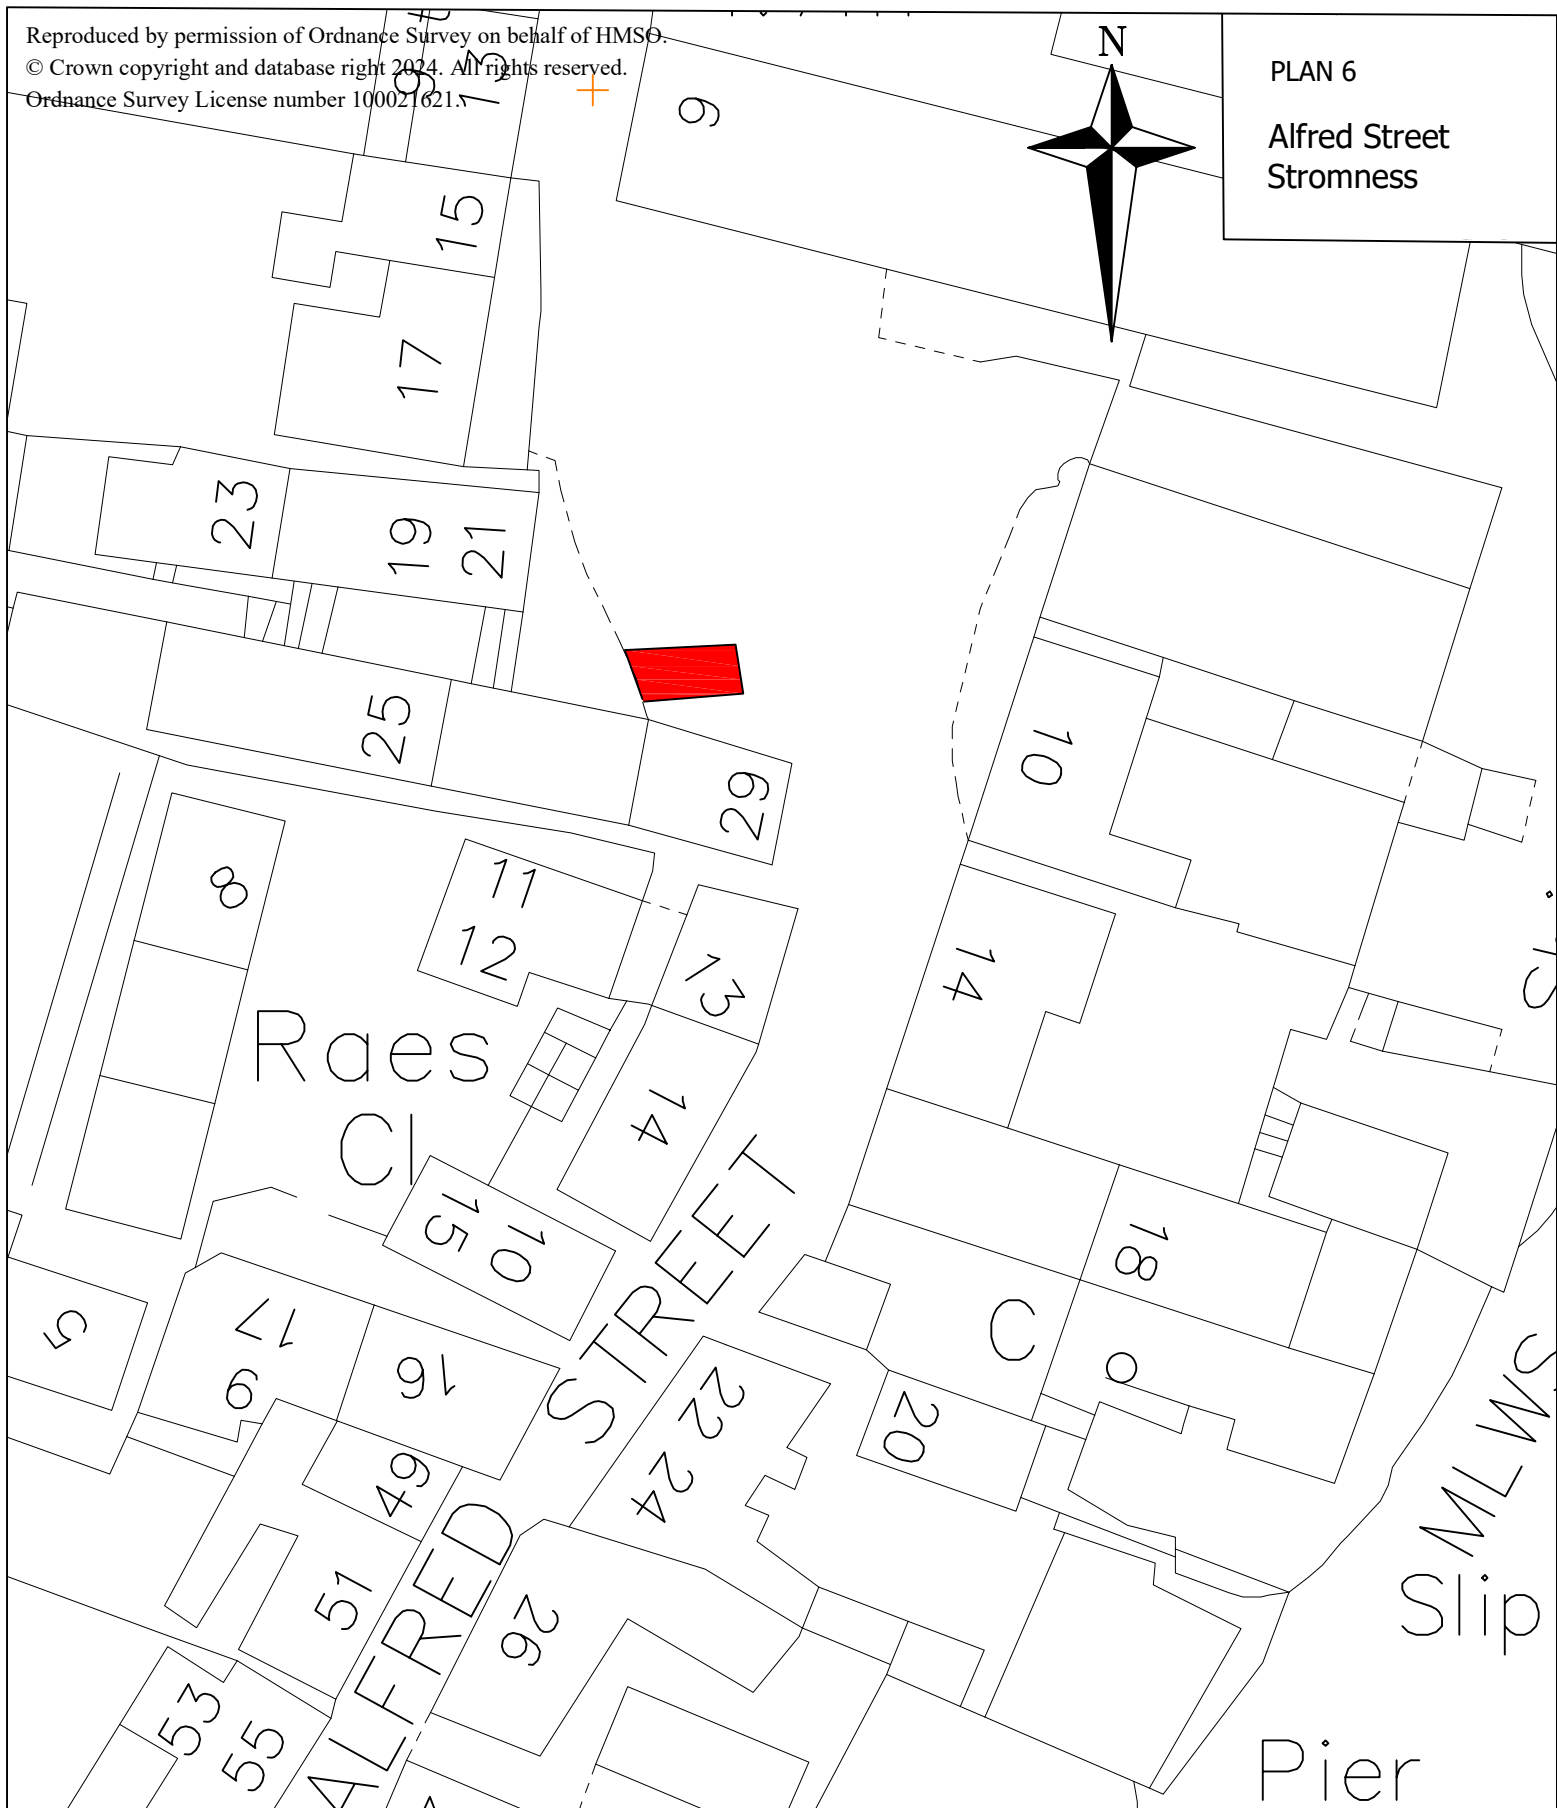 Reproduced by permission of Ordnance Survey on behalf of HMSO.
© Crown copyright and database right 2024. All rights reserved.
Ordnance Survey License number 100021621.
N
PLAN 6
Alfred Street
Stromness
9
13
9
15
17
23
19
21
25
29
10
8
11
12
13
14
14
Raes
Cl
15
10
18
5
17
9
16
STREET
22
24
20
C
o
49
51
ALFRED
26
53
55
MLWS
Slip
Pier